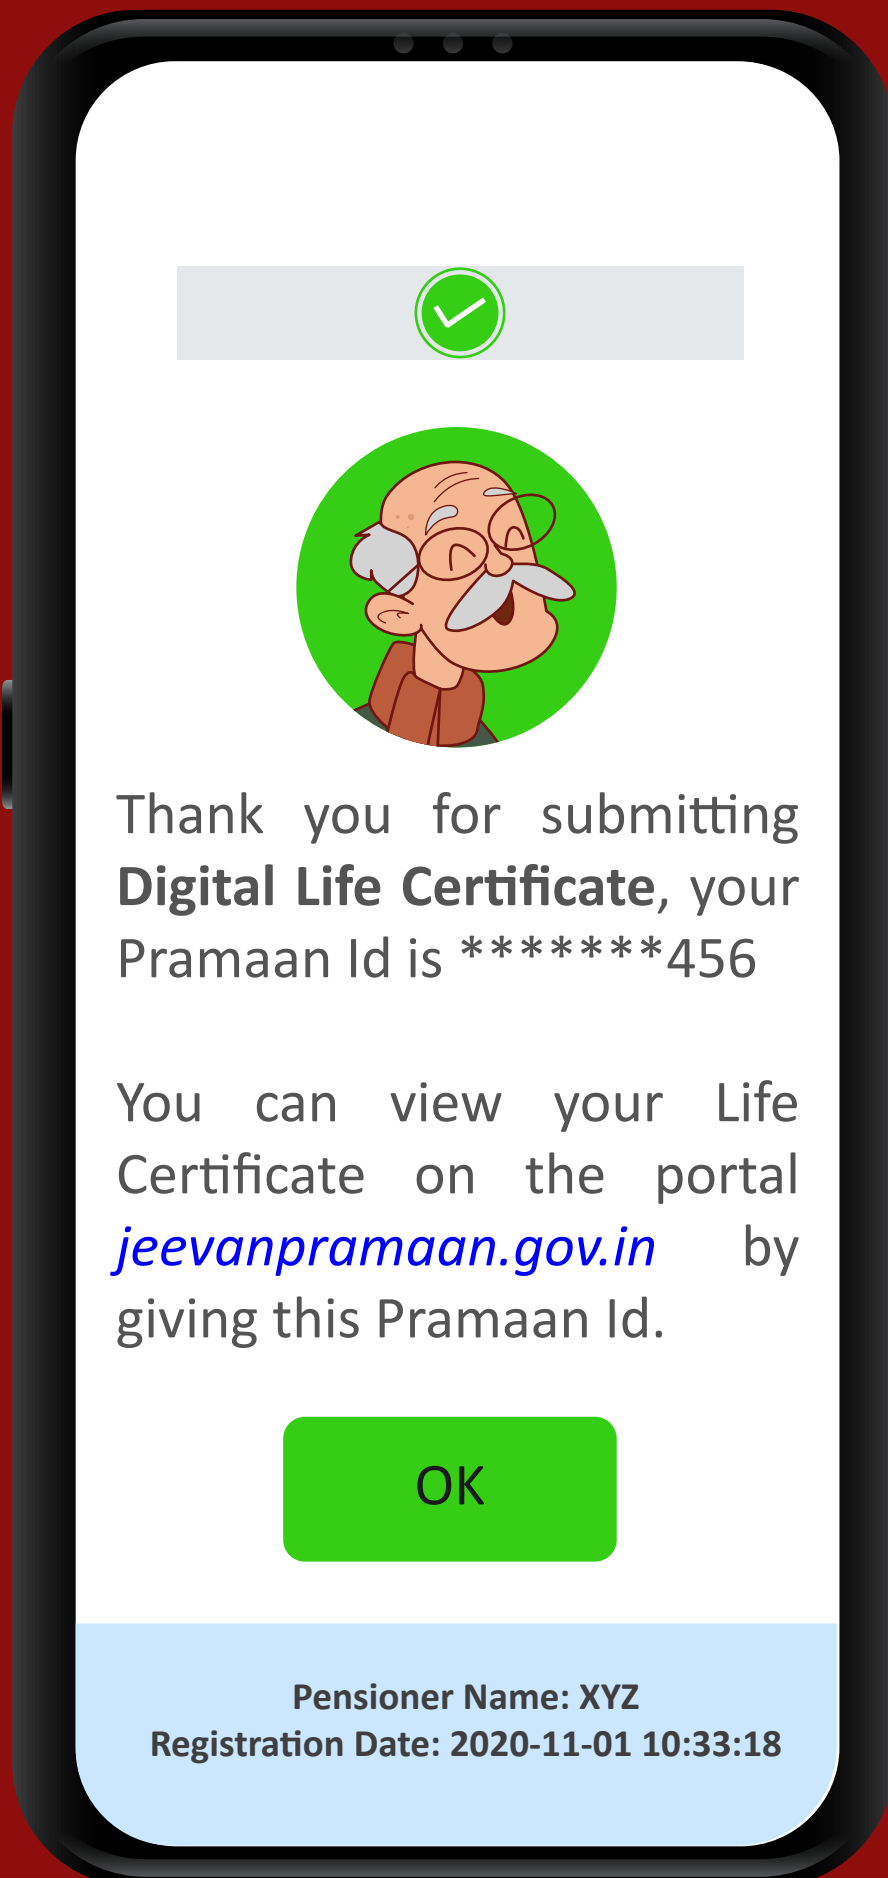 Thank you for submitting
Digital Life Certificate, your
Pramaan Id is *******456
You can view your Life
Certificate on the portal
jeevanpramaan.gov.in by
giving this Pramaan Id.
OK
Pensioner Name: XYZ
Registration Date: 2020-11-01 10:33:18